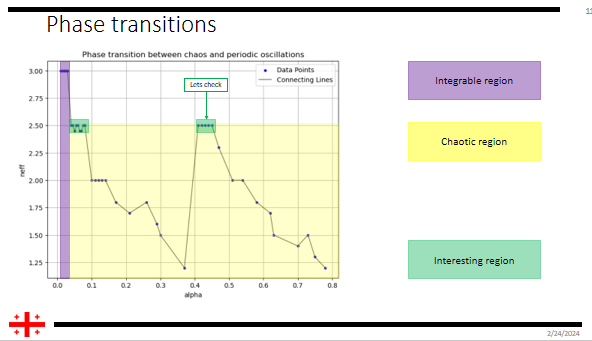 11
Phase transitions
Phase transition between chaos and periodic oscillations
3.00
2.75
2.50
2.25
2.00
1.75
1.50
1.25
neff
0.0 0.1 0.2 0.3 0.4 0.5 0.6 0.7 0.8
alpha
Data Points
Connecting Lines
Lets check
Integrable region
Chaotic region
Interesting region
2/24/2024